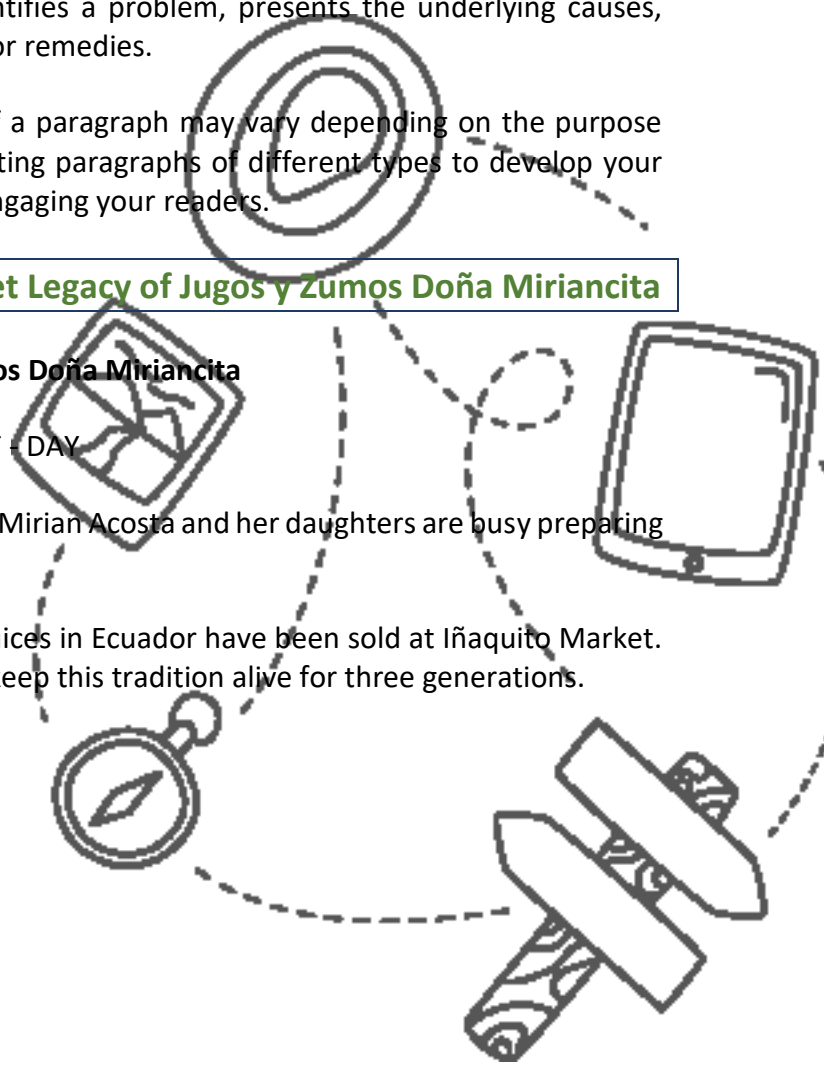 ntifies a problem, presents the underlying causes,
or remedies.
a paragraph may vary depending on the purpose
ting paragraphs of different types to develop your
ngaging your readers.
et Legacy of Jugos y Zumos Doña Miriancita
os Doña Miriancita
- DAY
Mirian Acosta and her daughters are busy preparing
ices in Ecuador have been sold at Iñaquito Market.
keep this tradition alive for three generations.